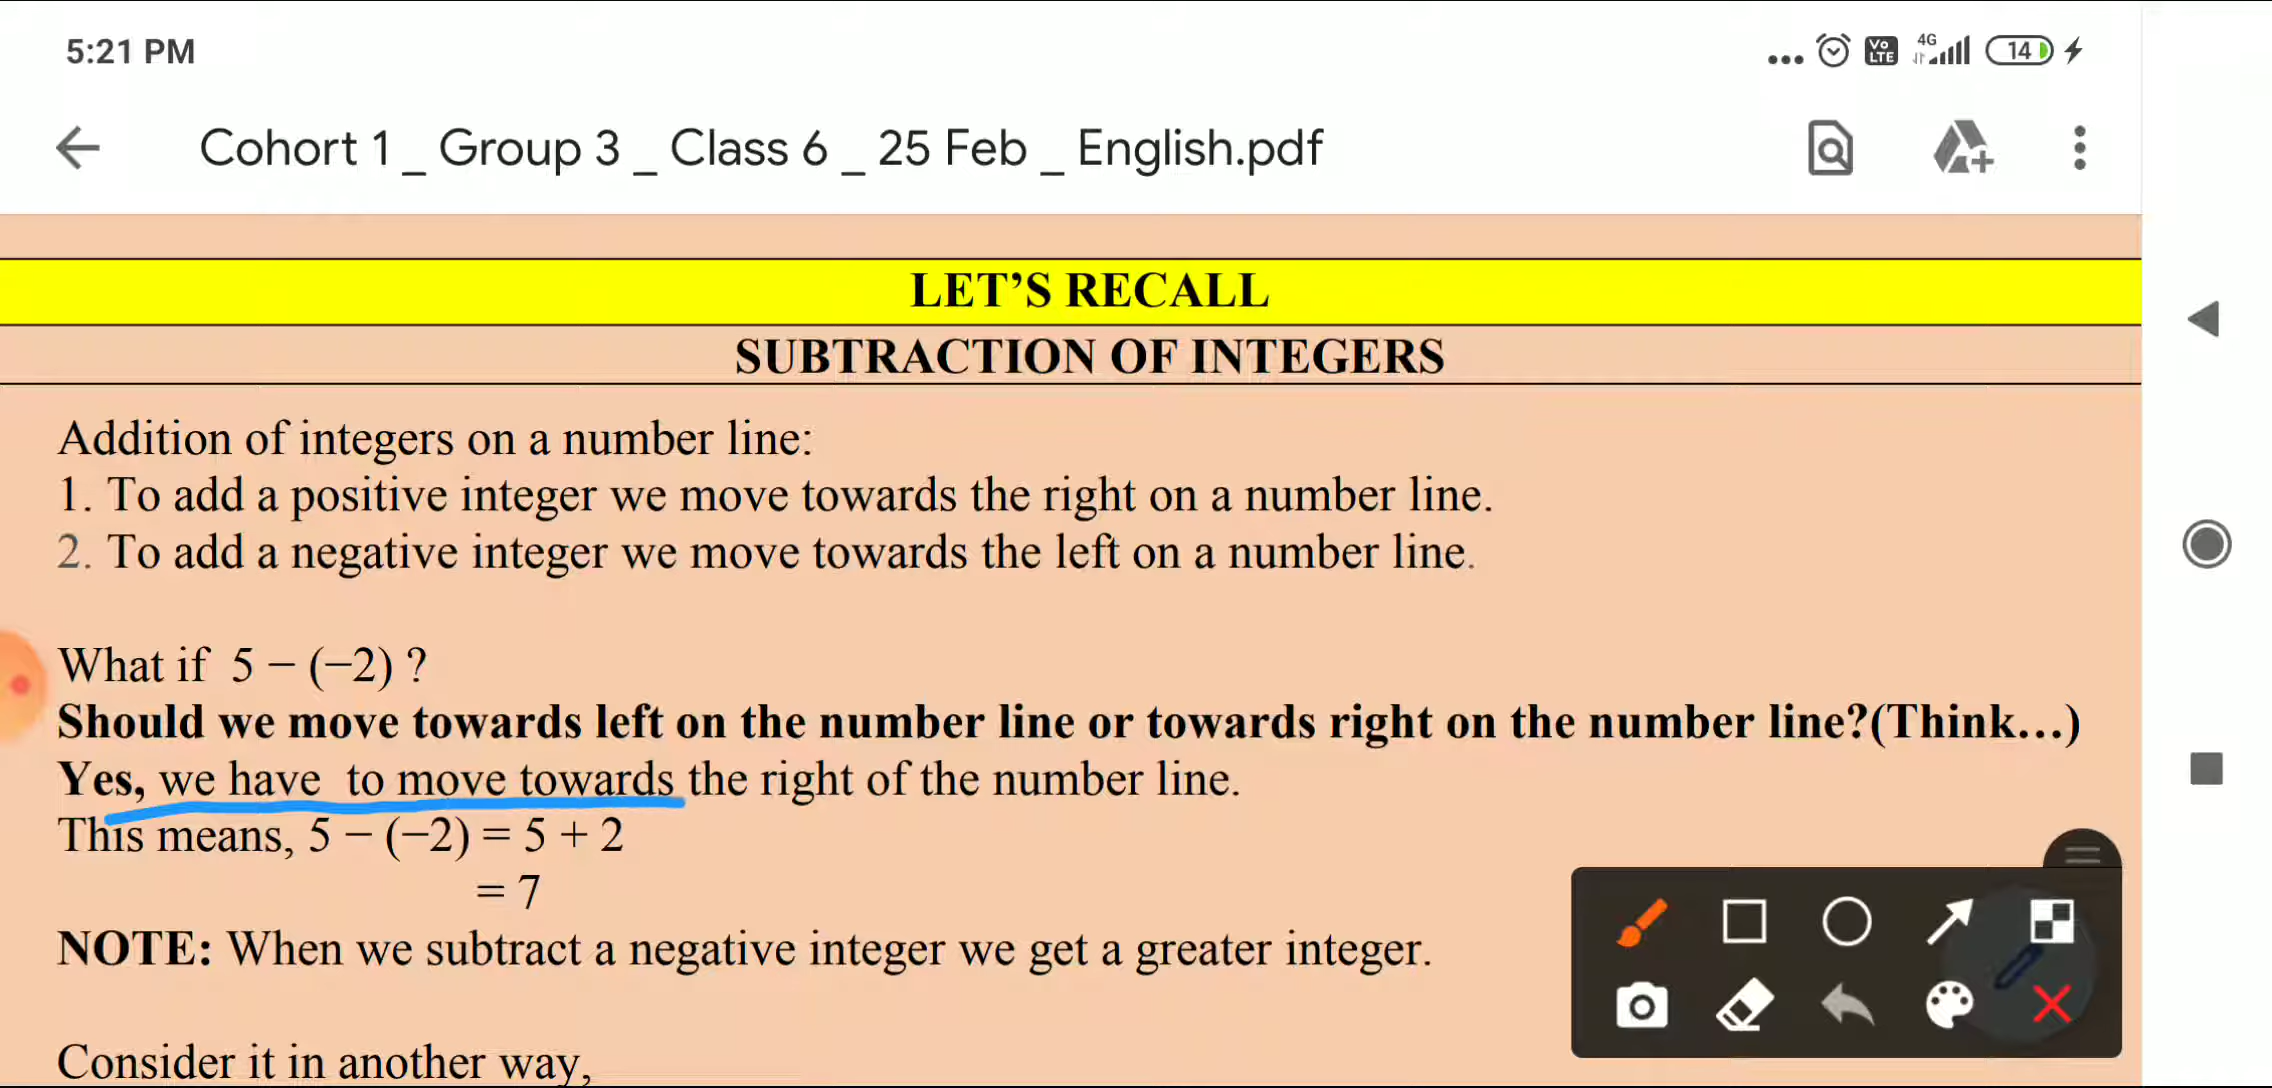 5:21 PM
Vo LTE 4G 14
Cohort 1 _ Group 3 _ Class 6 _ 25 Feb _ English.pdf
LET’S RECALL
SUBTRACTION OF INTEGERS
Addition of integers on a number line:
1. To add a positive integer we move towards the right on a number line.
2. To add a negative integer we move towards the left on a number line.
What if 5 − (−2) ?
Should we move towards left on the number line or towards right on the number line?(Think…)
Yes, we have to move towards the right of the number line.
This means, 5 − (−2) = 5 + 2
= 7
NOTE: When we subtract a negative integer we get a greater integer.
Consider it in another way,